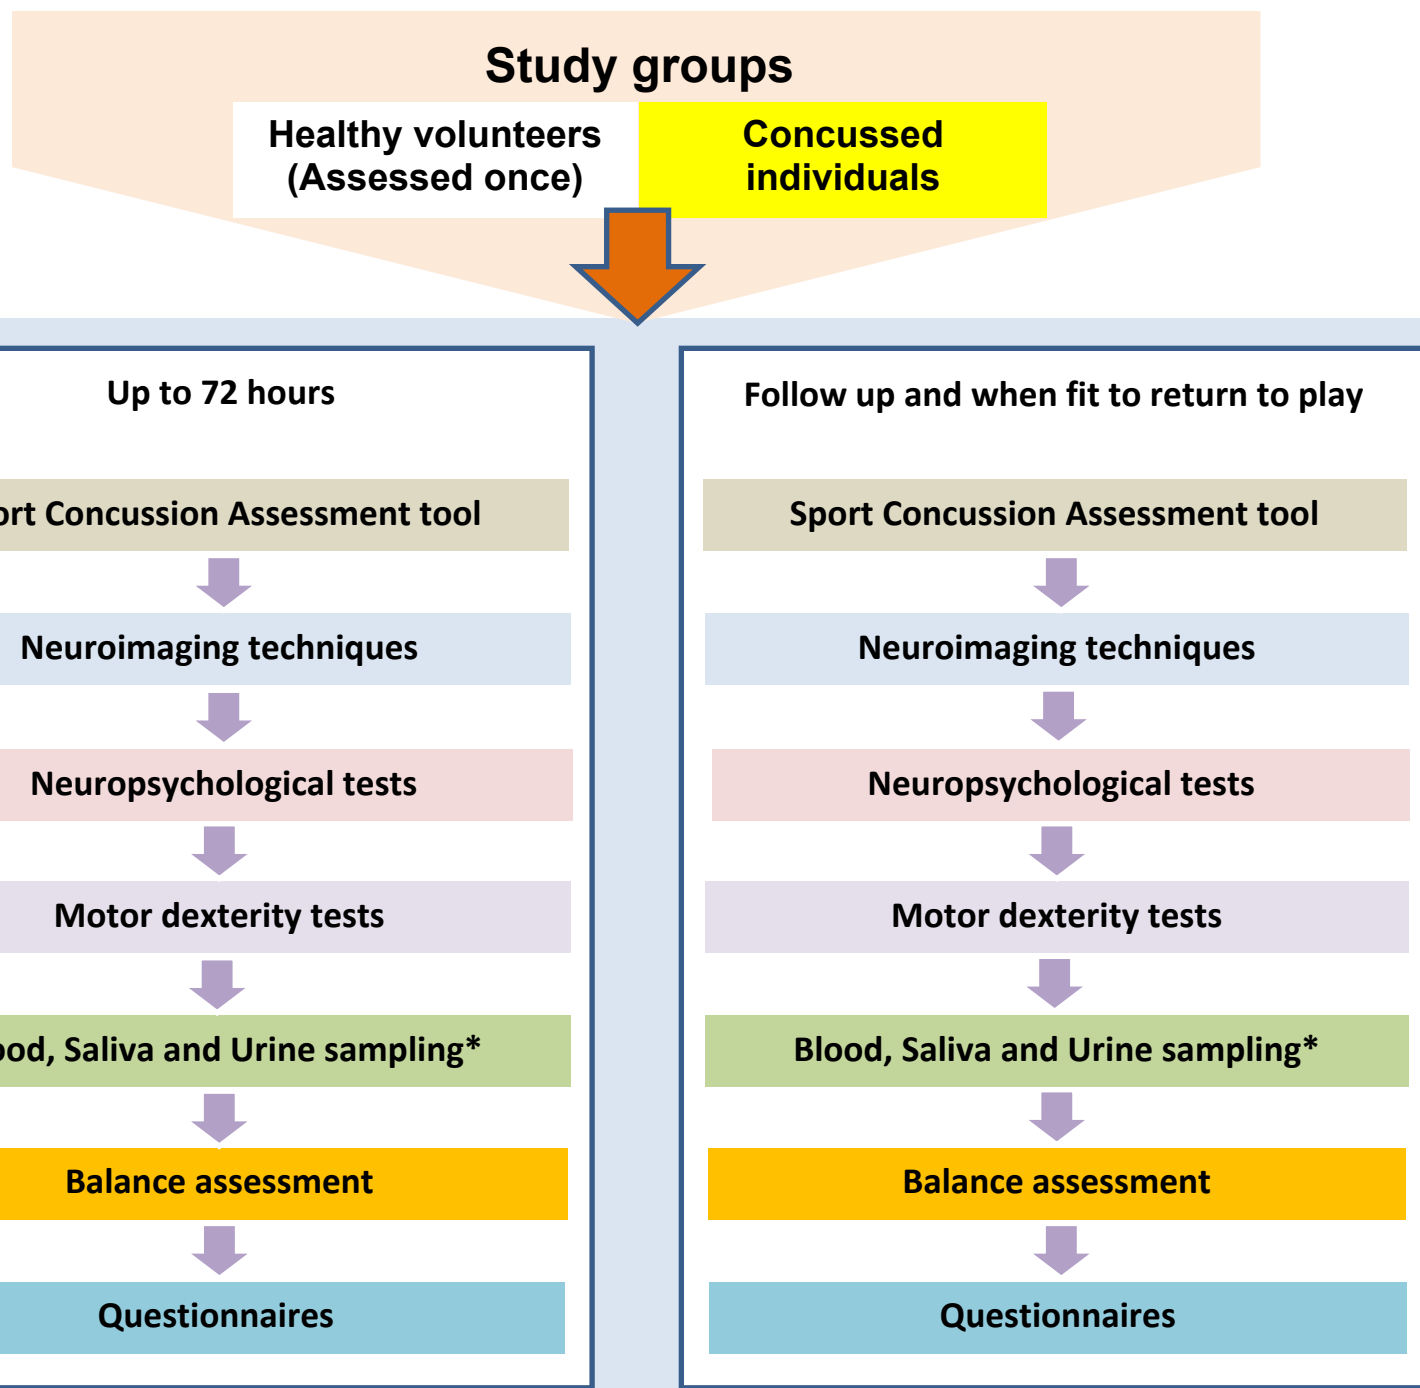 Study groups
Healthy volunteers
(Assessed once)
Concussed
individuals
Up to 72 hours
Concussion Assessment tool
Neuroimaging techniques
Neuropsychological tests
Motor dexterity tests
Saliva and Urine sampling*
Balance assessment
Questionnaires
Follow up and when fit to return to play
Sport Concussion Assessment tool
Neuroimaging techniques
Neuropsychological tests
Motor dexterity tests
Blood, Saliva and Urine sampling*
Balance assessment
Questionnaires